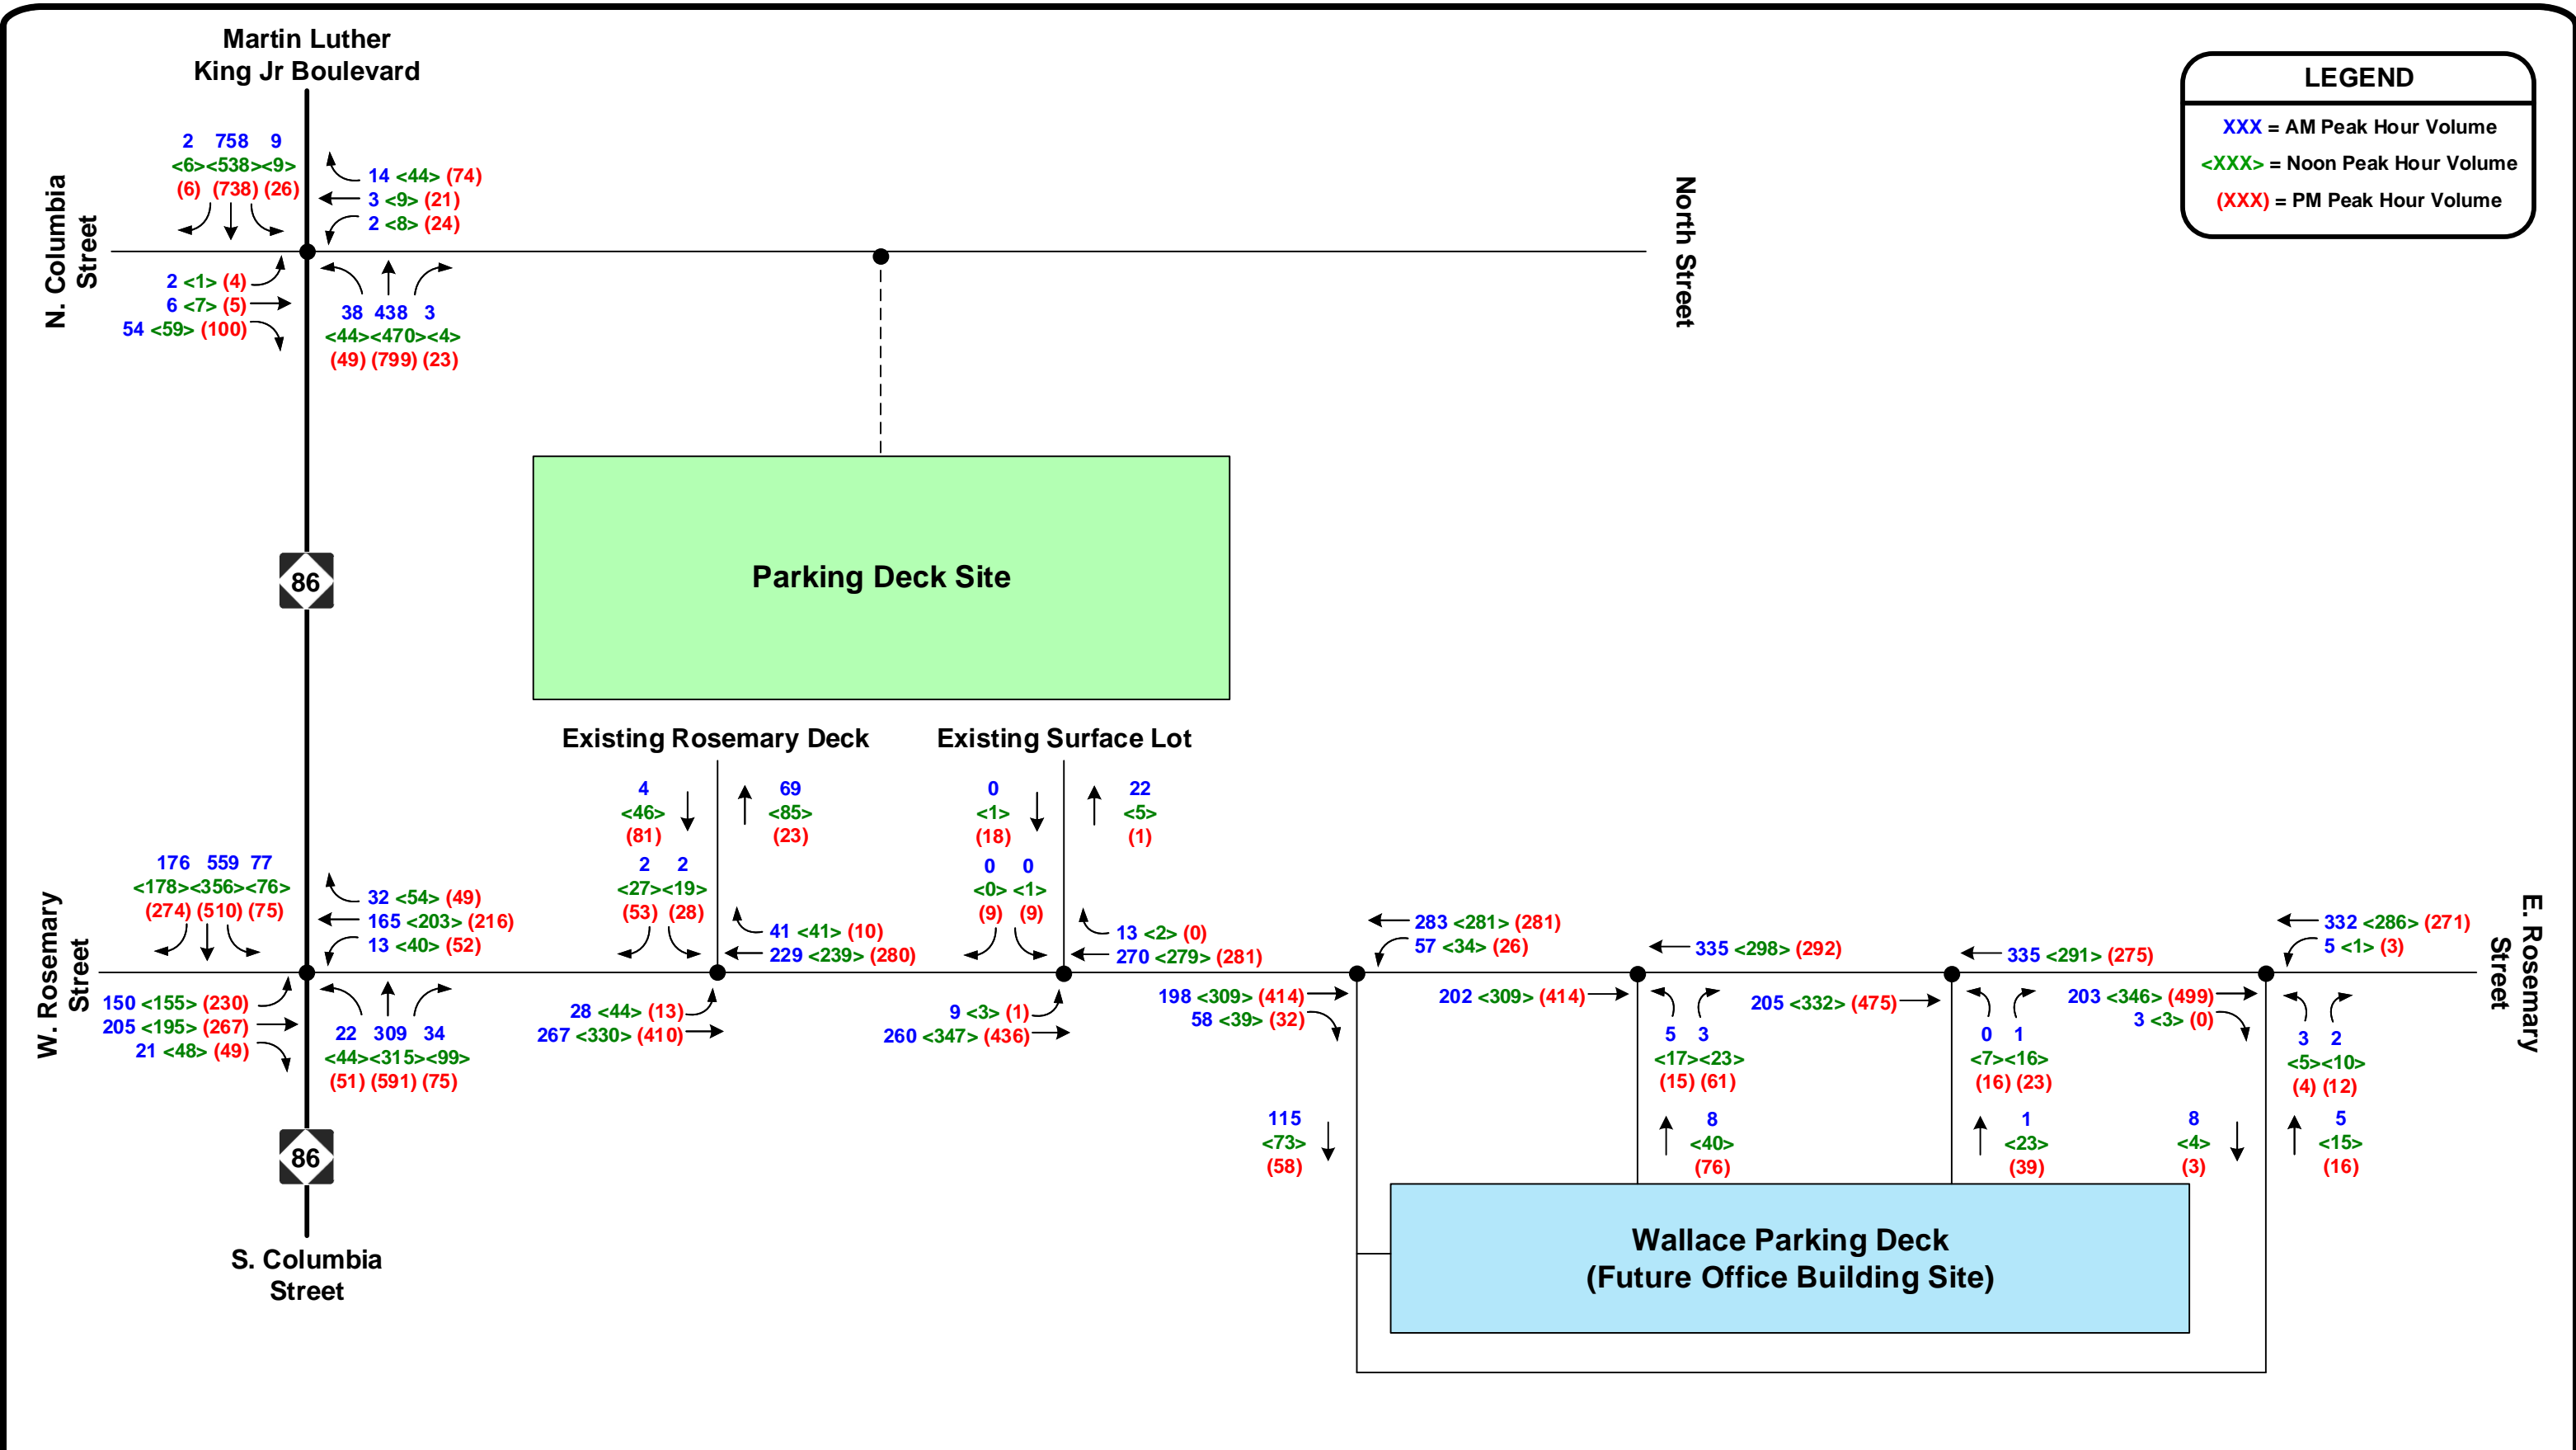 Martin Luther
King Jr Boulevard
LEGEND
XXX = AM Peak Hour Volume
<XXX> = Noon Peak Hour Volume
(XXX) = PM Peak Hour Volume
N. Columbia
Street
2 758 9
<6><538><9>
(6) (738) (26)
14 <44> (74)
3 <9> (21)
2 <8> (24)
2 <1> (4)
6 <7> (5)
54 <59> (100)
38 438 3
<44><470><4>
(49) (799) (23)
North Street
86
Parking Deck Site
Existing Rosemary Deck
Existing Surface Lot
4
<46>
(81)
69
<85>
(23)
2 2
<27><19>
(53) (28)
41 <41> (10)
229 <239> (280)
28 <44> (13)
267 <330> (410)
0
<1>
(18)
22
<5>
(1)
0 0
<0> <1>
(9) (9)
13 <2> (0)
270 <279> (281)
9 <3> (1)
260 <347> (436)
W. Rosemary
Street
176 559 77
<178><356><76>
(274) (510) (75)
32 <54> (49)
165 <203> (216)
13 <40> (52)
150 <155> (230)
205 <195> (267)
21 <48> (49)
22 309 34
<44><315><99>
(51) (591) (75)
283 <281> (281)
57 <34> (26)
198 <309> (414)
58 <39> (32)
115
<73>
(58)
335 <298> (292)
202 <309> (414)
5 3
<17><23>
(15) (61)
8
<40>
(76)
335 <291> (275)
205 <332> (475)
0 1
<7><16>
(16) (23)
1
<23>
(39)
332 <286> (271)
5 <1> (3)
203 <346> (499)
3 <3> (0)
3 2
<5><10>
(4) (12)
8
<4>
(3)
5
<15>
(16)
E. Rosemary
Street
86
S. Columbia
Street
Wallace Parking Deck
(Future Office Building Site)